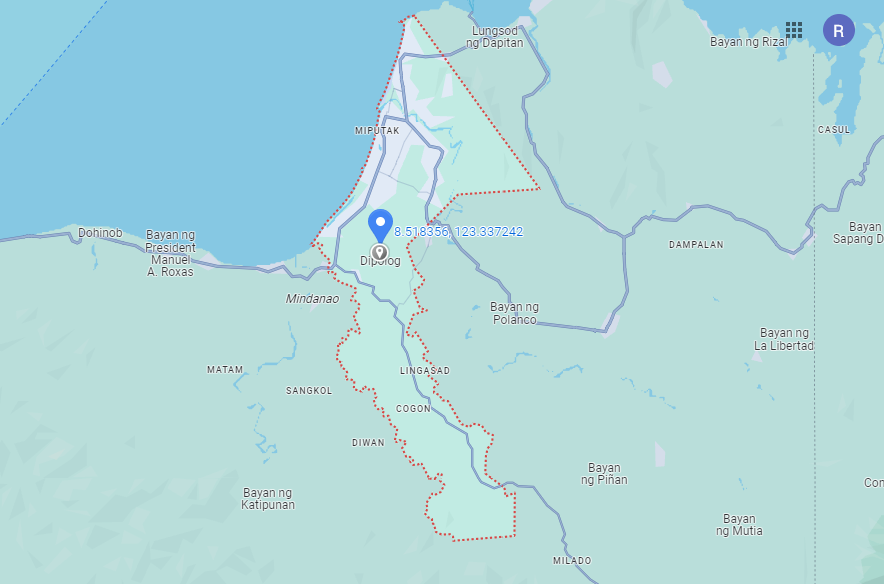 Lungsod
ng Dapitan
R
Bayan ng Rizal
MIPUTAK
CASUL
8.518356, 123.337242
Dohinob
Bayan ng
President
Manuel
A. Roxas
Bayan
Sapang D
DAMPALAN
Dipolog
Mindanao
Bayan ng
Polanco
Bayan ng
La Libertad
MATAM
LINGASAD
SANGKOL
COGON
DIWAN
Bayan
ng Piñan
Con
Bayan ng
Katipunan
Bayan
ng Mutia
MILADO